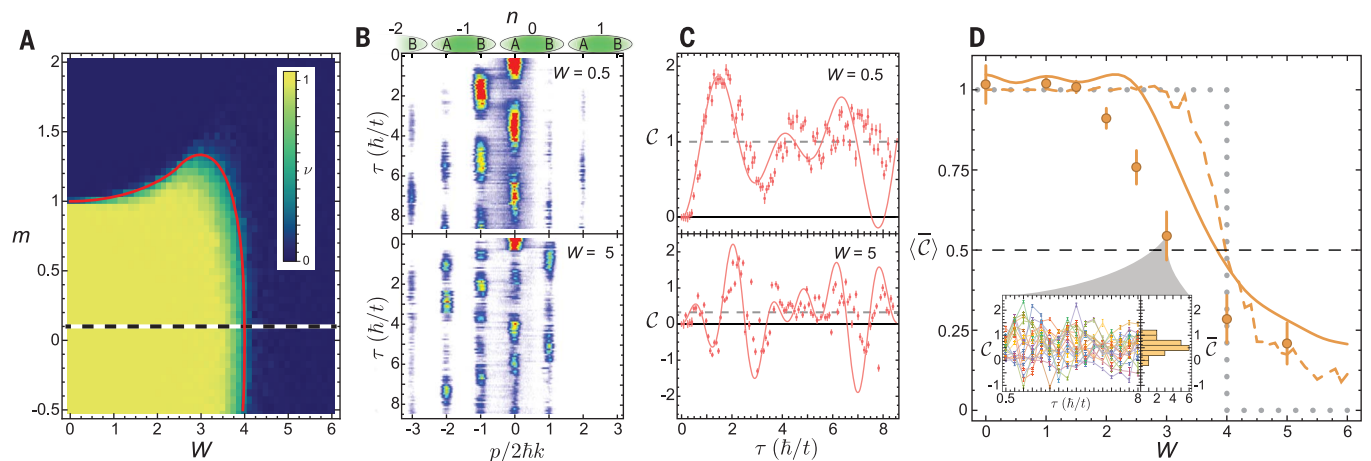 A
2
1.5
1
0.5
0
-0.5
m
0 1 2 3 4 5 6
W
1
ν
0
B
n
-2 -1 0 1
B A B A B A B
0
2
4
6
8
τ (ħ/t)
W = 0.5
0
2
4
6
8
τ (ħ/t)
W = 5
-3 -2 -1 0 1 2 3
p/2ħk
C
2
C
1
0
W = 0.5
2
1
C
0
-1
W = 5
0 2 4 6 8
τ (ħ/t)
D
1
0.75
⟨C̅⟩
0.5
0.25
0
2
1
C
0
-1
0.5 8
τ (ħ/t)
2 4 6
2
1
C̅
0
-1
0 1 2 3 4 5 6
W